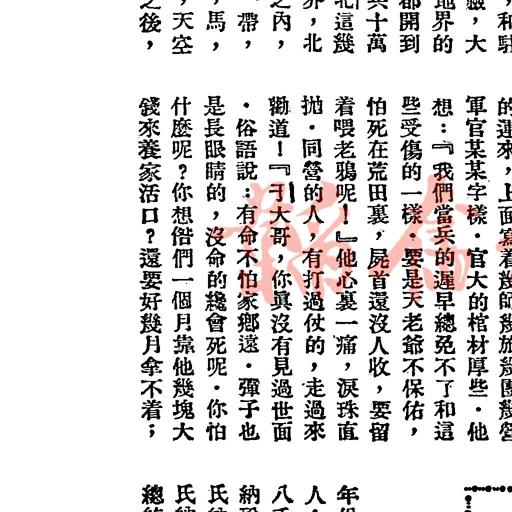 ，和駐
，大
地界的
都開到
與十萬
北這幾
界，北
之內，
．帶，
，馬，
，天空
之後，
的運來，上面寫着幾師幾旅幾團幾營
軍官某某字樣．官大的棺材厚些．他
想：『我們當兵的遲早總免不了和這
些受傷的一樣．要是天老爺不保佑，
怕死在荒田裏，屍首還沒人收，要留
着喂老鴉呢！』他心裏一痛，淚珠直
拋．同營的人，有打過仗的，走過來
勸道！『于大哥 你眞沒有見過世面
．俗語說：有命不怕家鄉遠．彈子也
是長眼睛的，沒命的纔會死呢．你怕
什麼呢？你想偺們一個月靠他幾塊大
錢來養家活口？還要好幾月拿不着；
年
人．
八
納
氏
氏
總